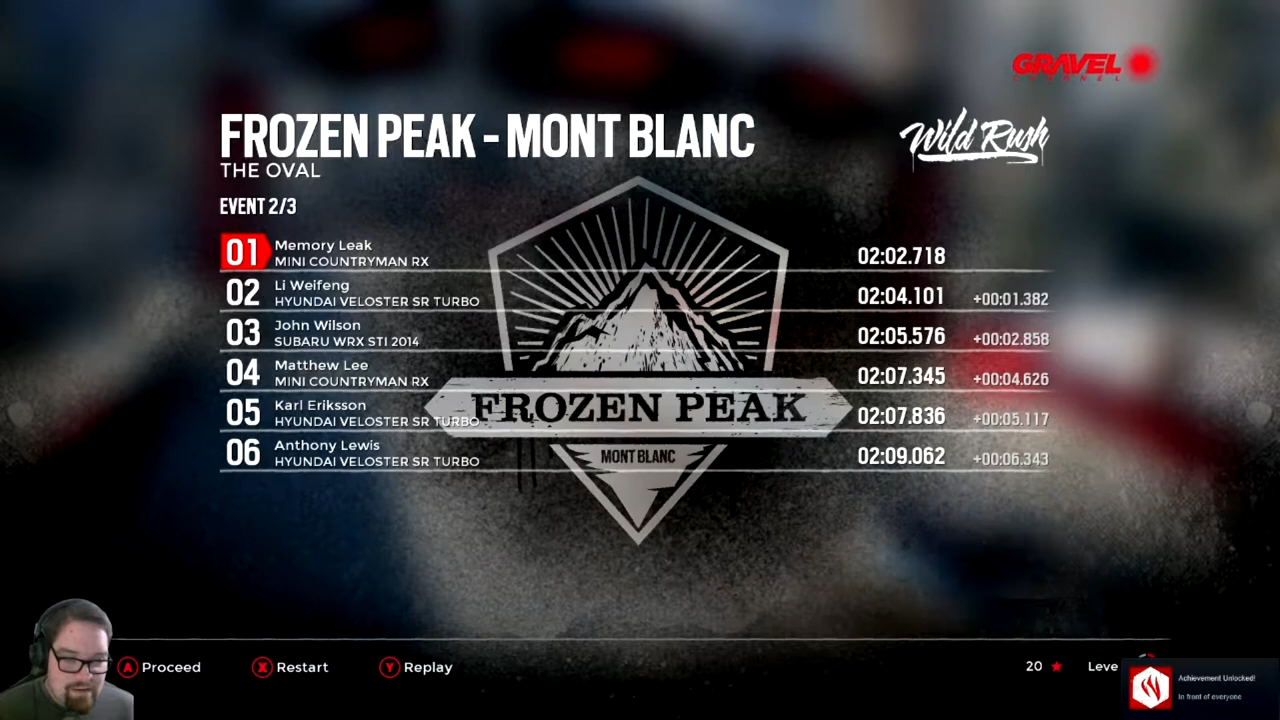 GRAVEL
CHANNEL
FROZEN PEAK - MONT BLANC
Wild Rush
THE OVAL
EVENT 2/3
01 Memory Leak 02:02.718
MINI COUNTRYMAN RX
02 Li Weifeng 02:04.101 +00:01.382
HYUNDAI VELOSTER SR TURBO
03 John Wilson 02:05.576 +00:02.858
SUBARU WRX STI 2014
04 Matthew Lee 02:07.345 +00:04.626
MINI COUNTRYMAN RX
05 Karl Eriksson 02:07.836 +00:05.117
HYUNDAI VELOSTER SR TURBO
06 Anthony Lewis 02:09.062 +00:06.343
HYUNDAI VELOSTER SR TURBO
FROZEN PEAK
MONT BLANC
A Proceed X Restart Y Replay 20 Leve
Achievement Unlocked!
In front of everyone